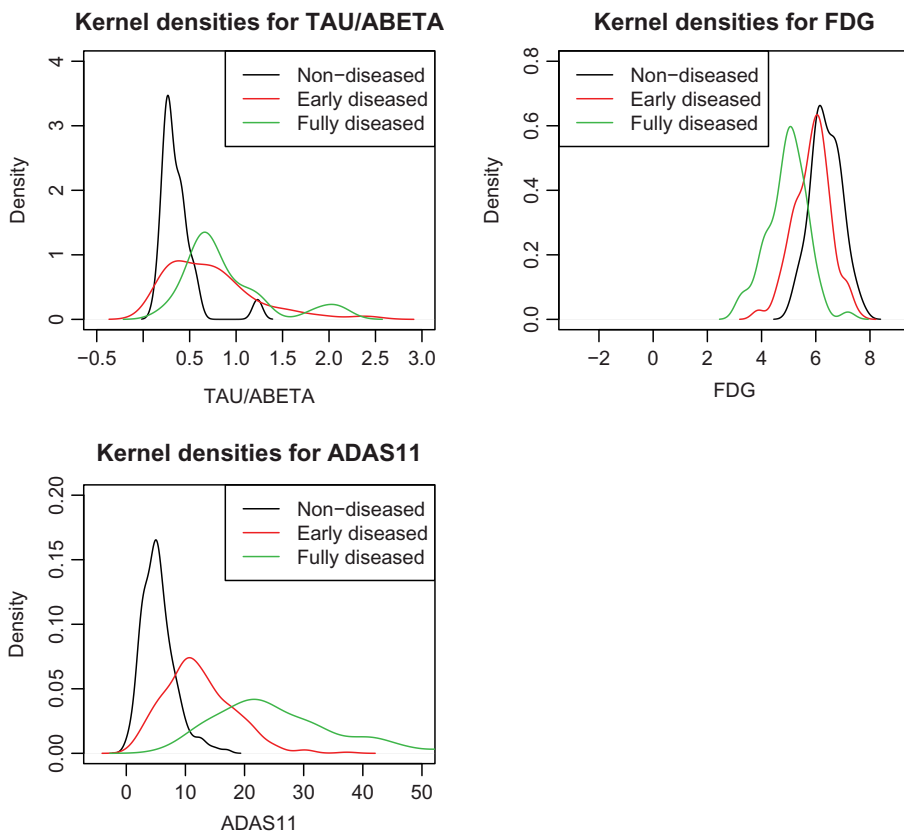 Kernel densities for TAU/ABETA
Non−diseased
Early diseased
Fully diseased
Density
0
1
2
3
4
−0.5
0.5
1.0
1.5
2.0
2.5
3.0
TAU/ABETA
Kernel densities for FDG
Non−diseased
Early diseased
Fully diseased
Density
0.0
0.2
0.4
0.6
0.8
−2
0
2
4
6
8
FDG
Kernel densities for ADAS11
Non−diseased
Early diseased
Fully diseased
Density
0.00
0.05
0.10
0.15
0.20
0
10
20
30
40
50
ADAS11